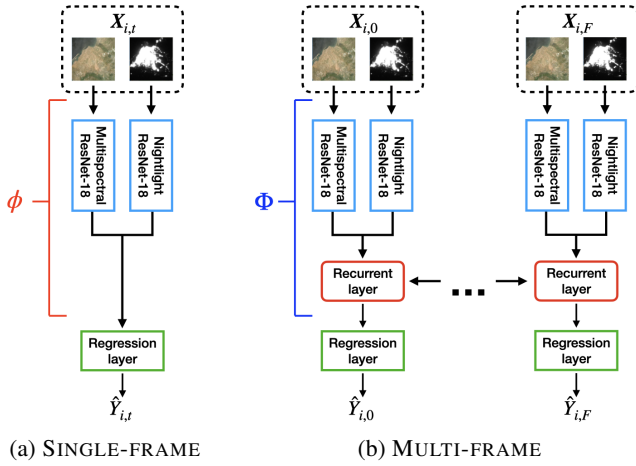 X_{i,t}
Multispectral
ResNet-18
Nightlight
ResNet-18
ϕ
Regression
layer
Ŷ_{i,t}
(a) SINGLE-FRAME
X_{i,0}
X_{i,F}
Multispectral
ResNet-18
Nightlight
ResNet-18
Multispectral
ResNet-18
Nightlight
ResNet-18
Φ
Recurrent
layer
...
Recurrent
layer
Regression
layer
Regression
layer
Ŷ_{i,0}
Ŷ_{i,F}
(b) MULTI-FRAME